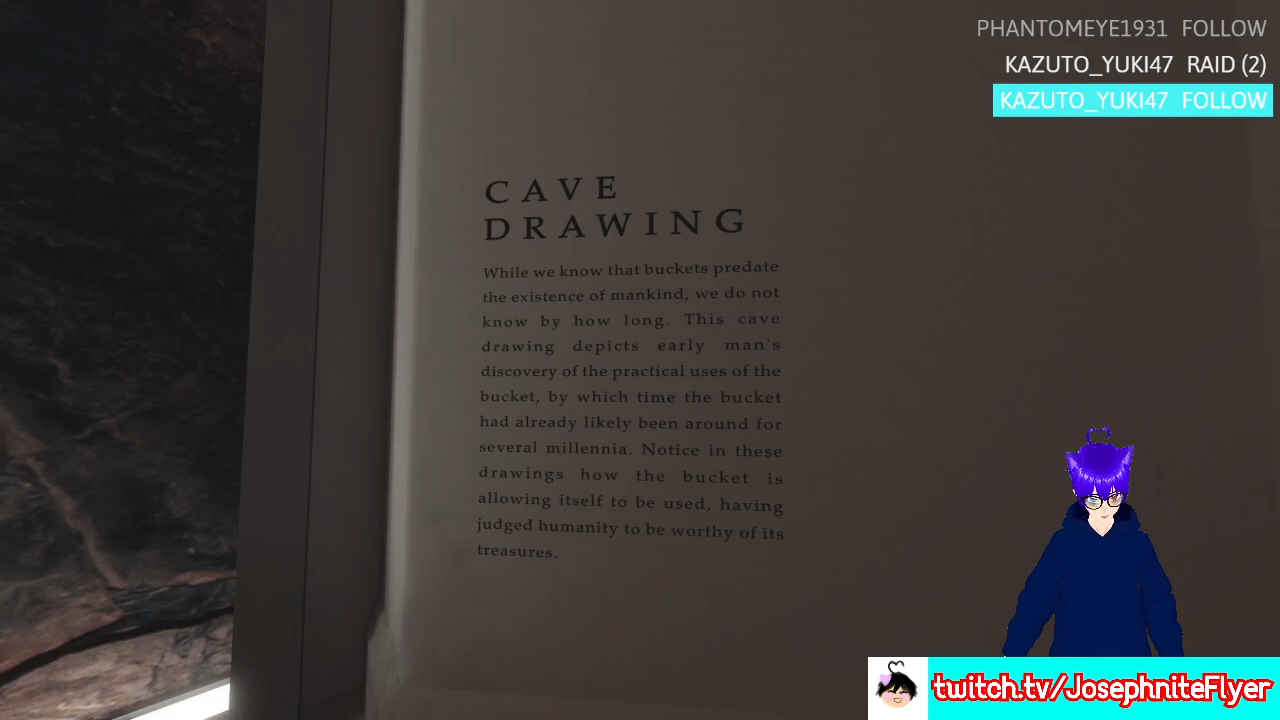 PHANTOMEYE1931 FOLLOW
KAZUTO_YUKI47 RAID (2)
KAZUTO_YUKI47 FOLLOW
CAVE
DRAWING
While we know that buckets predate
the existence of mankind, we do not
know by how long. This cave
drawing depicts early man's
discovery of the practical uses of the
bucket, by which time the bucket
had already likely been around for
several millennia. Notice in these
drawings how the bucket is
allowing itself to be used, having
judged humanity to be worthy of its
treasures.
twitch.tv/JosephniteFlyer